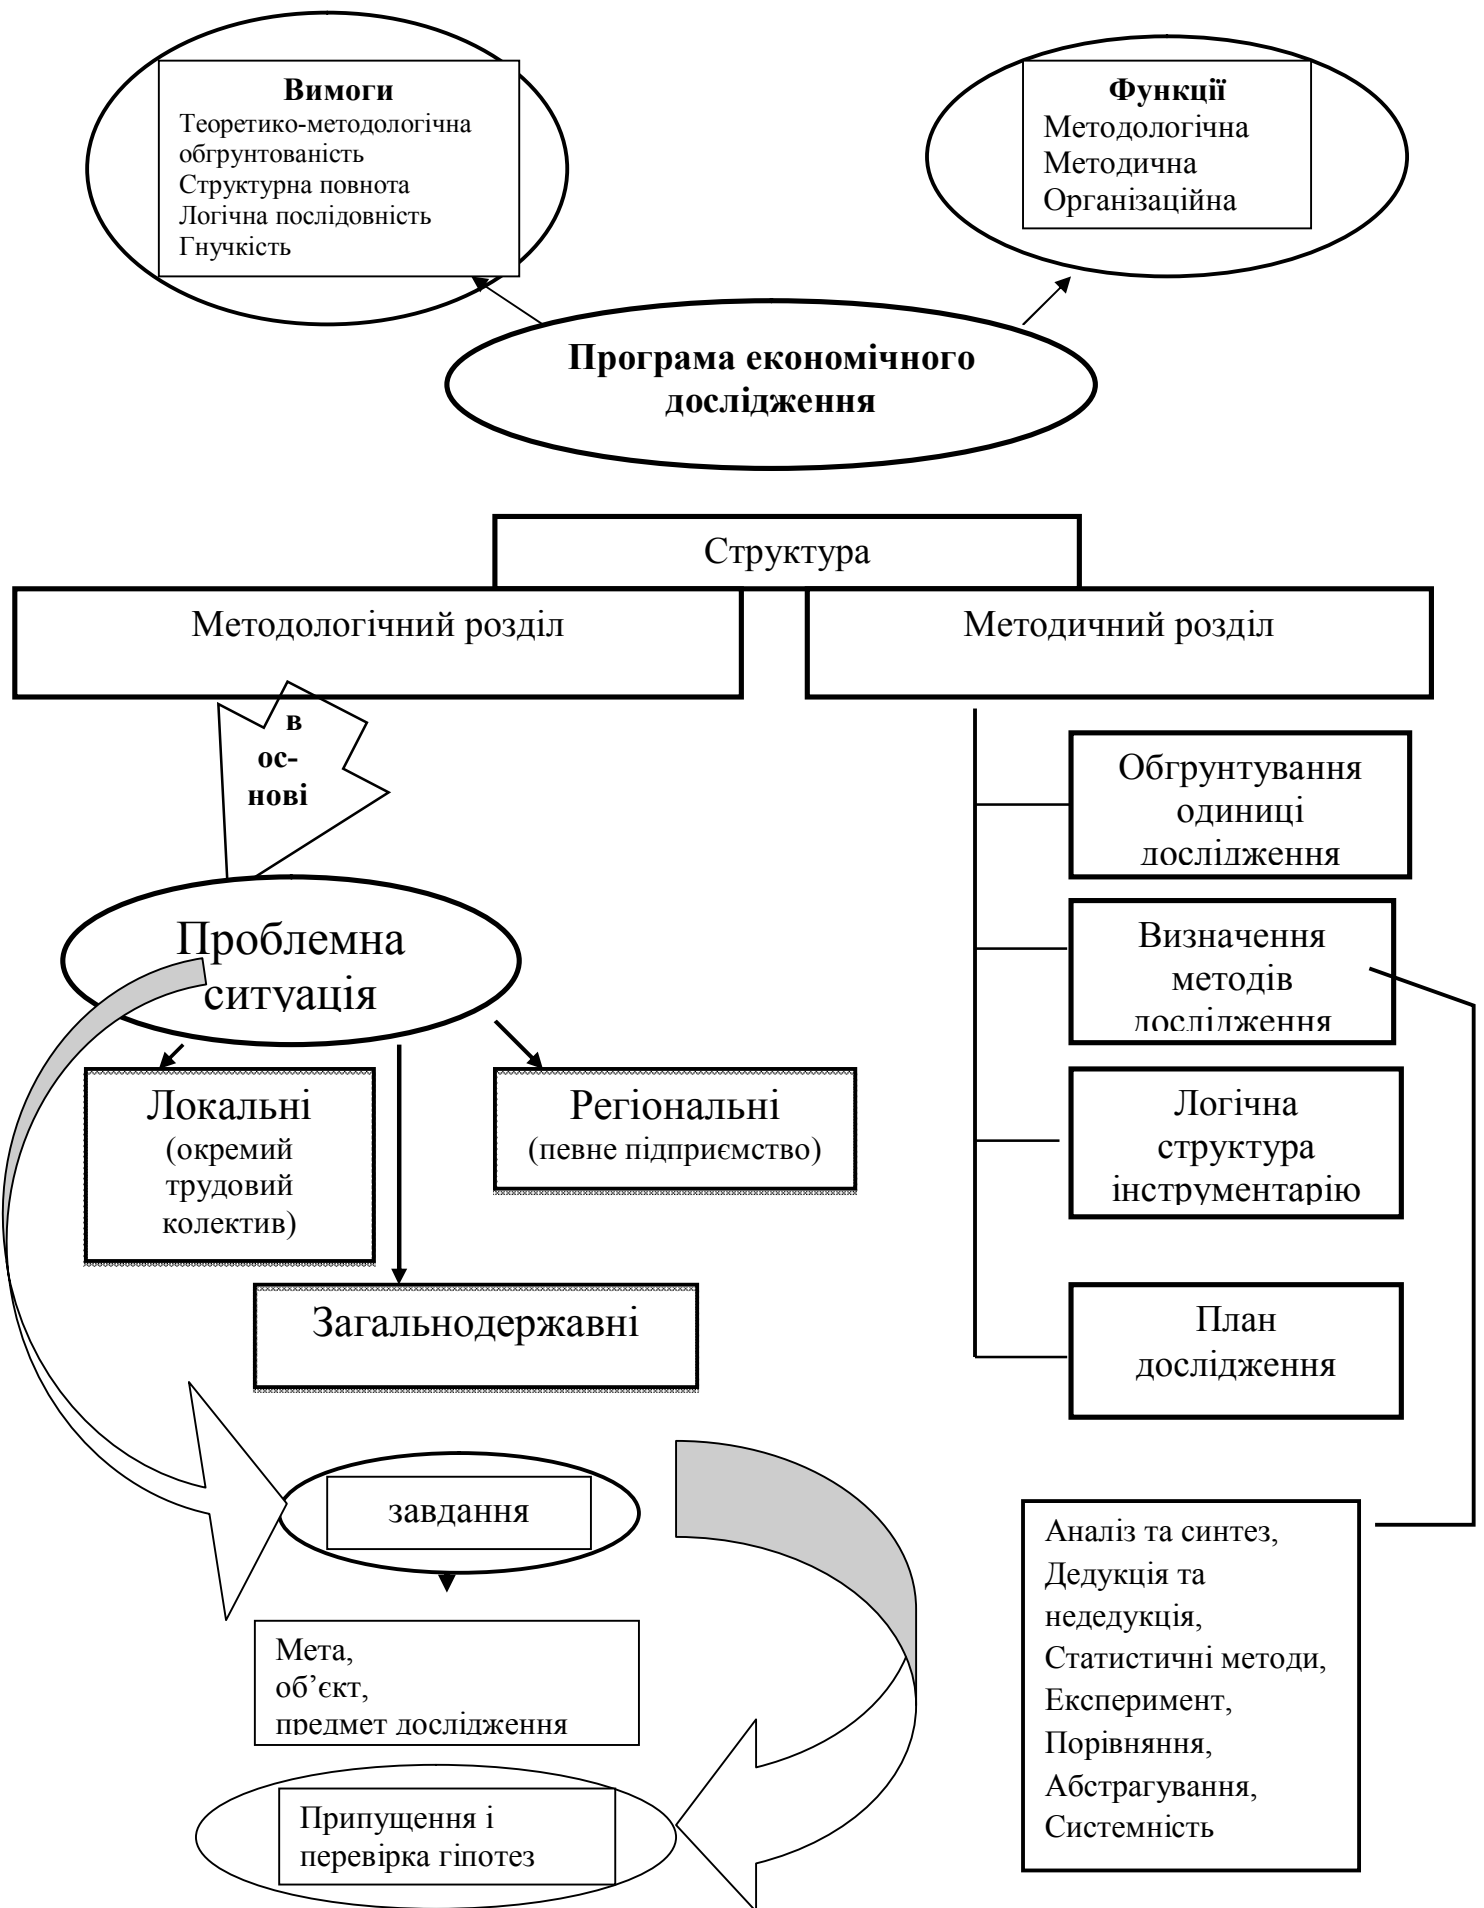 Вимоги
Теоретико-методологічна
обгрунтованість
Структурна повнота
Логічна послідовність
Гнучкість
Функції
Методологічна
Методична
Організаційна
Програма економічного
дослідження
Структура
Методологічний розділ
Методичний розділ
в
ос-
нові
Проблемна
ситуація
Локальні
(окремий
трудовий
колектив)
Регіональні
(певне підприємство)
Загальнодержавні
завдання
Мета,
об’єкт,
предмет дослідження
Припущення і
перевірка гіпотез
Обгрунтування
одиниці
дослідження
Визначення
методів
дослідження
Логічна
структура
інструментарію
План
дослідження
Аналіз та синтез,
Дедукція та
недедукція,
Статистичні методи,
Експеримент,
Порівняння,
Абстрагування,
Системність